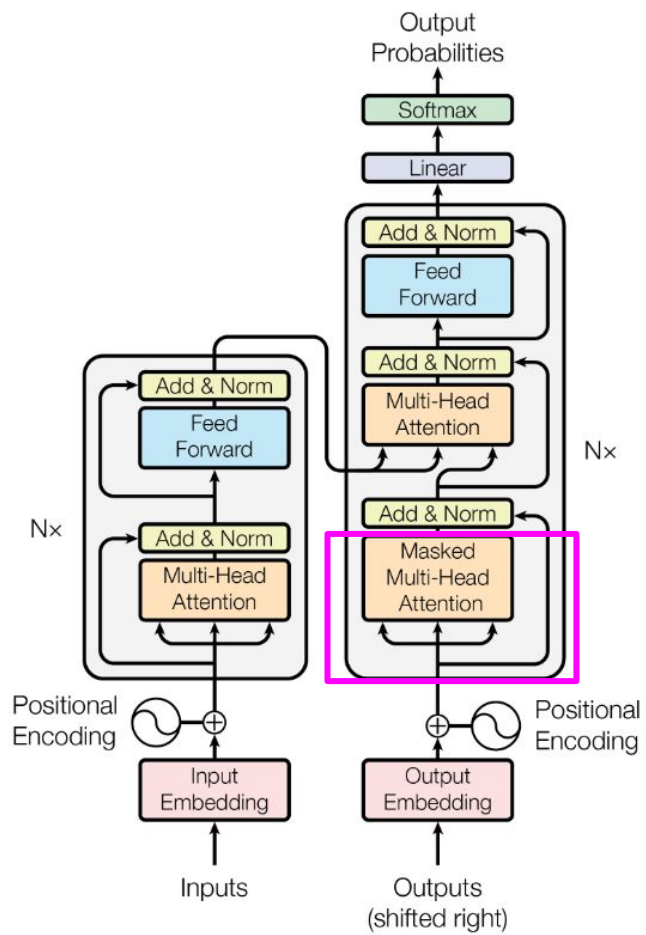 Output
Probabilities
Softmax
Linear
Add & Norm
Feed
Forward
Add & Norm
Multi-Head
Attention
Nx
Add & Norm
Masked
Multi-Head
Attention
Add & Norm
Feed
Forward
Nx
Add & Norm
Multi-Head
Attention
Positional
Encoding
Positional
Encoding
Input
Embedding
Output
Embedding
Inputs
Outputs
(shifted right)